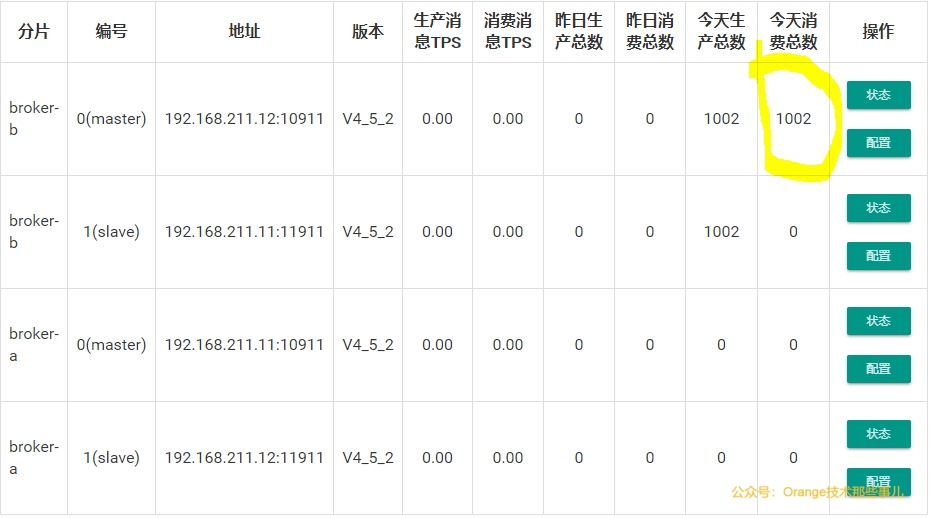 分片 编号 地址 版本 生产消息TPS 消费消息TPS 昨日生产总数 昨日消费总数 今天生产总数 今天消费总数 操作
broker-b 0(master) 192.168.211.12:10911 V4_5_2 0.00 0.00 0 0 1002 1002 状态 配置
broker-b 1(slave) 192.168.211.11:11911 V4_5_2 0.00 0.00 0 0 1002 0 状态 配置
broker-a 0(master) 192.168.211.11:10911 V4_5_2 0.00 0.00 0 0 0 0 状态 配置
broker-a 1(slave) 192.168.211.12:11911 V4_5_2 0.00 0.00 0 0 0 0 状态 配置
公众号：Orange技术那些事儿